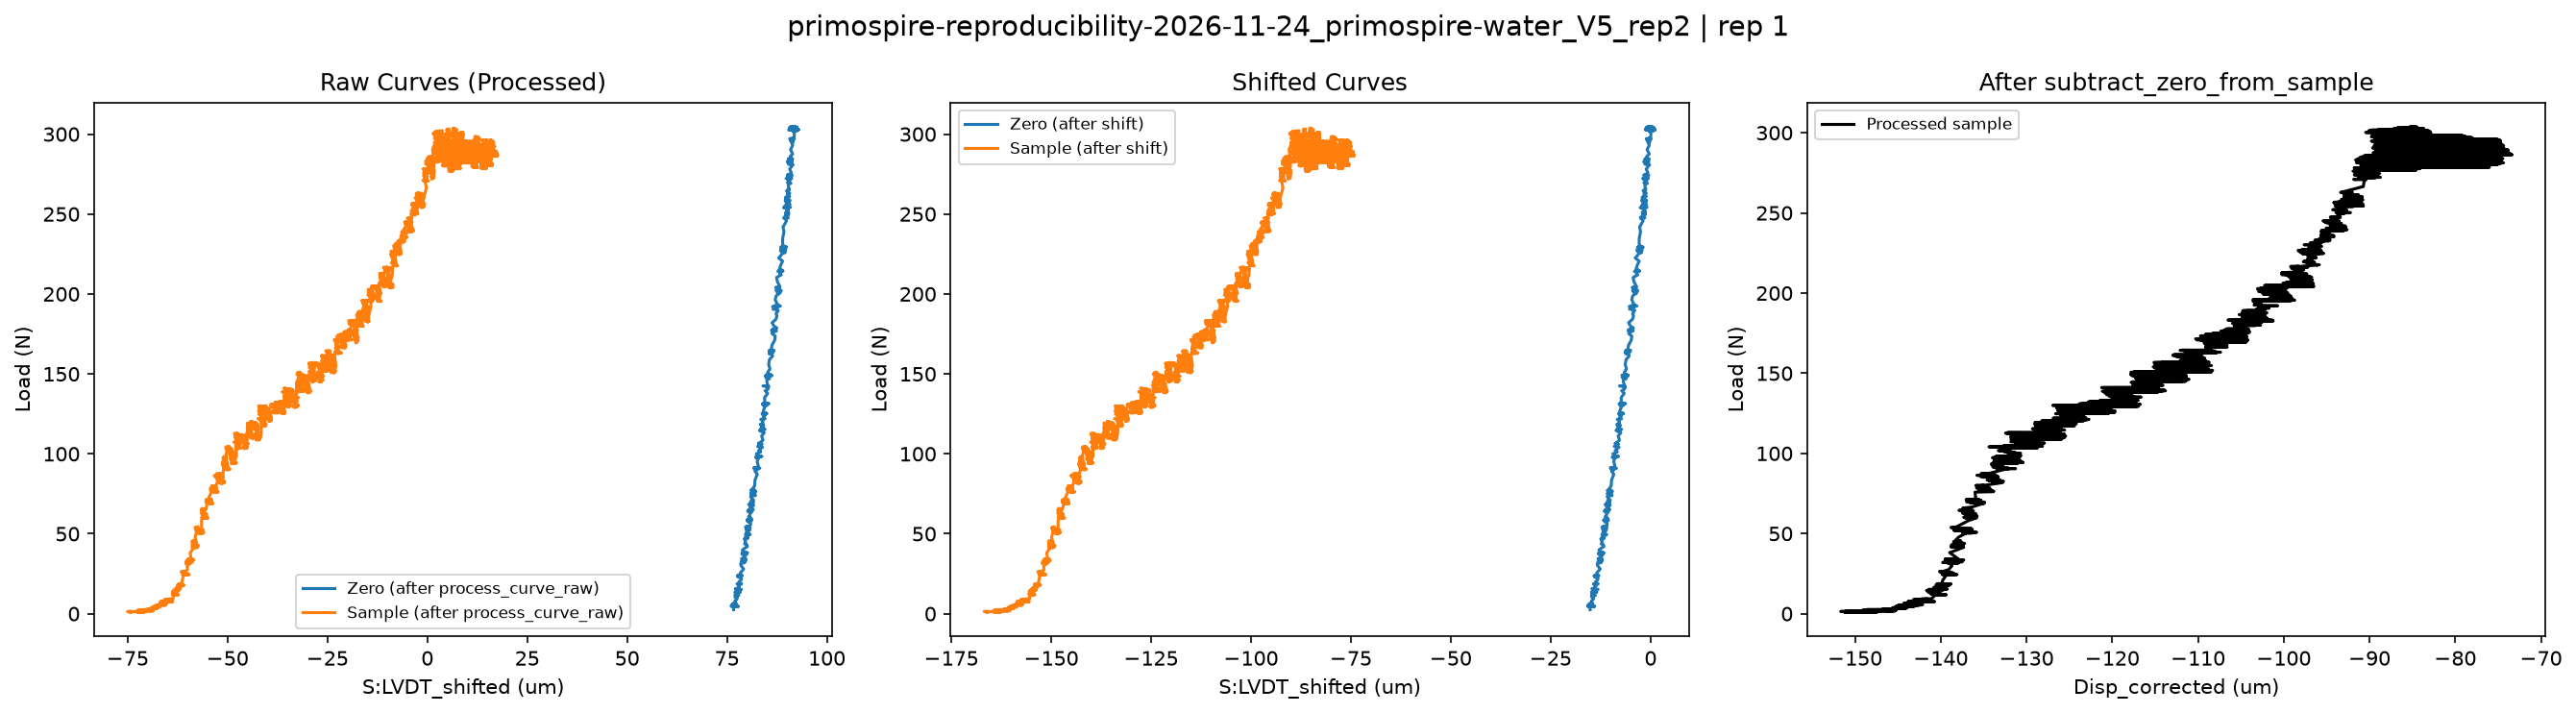 primospire-reproducibility-2026-11-24_primospire-water_V5_rep2 | rep 1
Raw Curves (Processed)
Load (N)
300
250
200
150
100
50
0
Zero (after process_curve_raw)
Sample (after process_curve_raw)
−75 −50 −25 0 25 50 75 100
S:LVDT_shifted (um)
Shifted Curves
Zero (after shift)
Sample (after shift)
Load (N)
300
250
200
150
100
50
0
−175 −150 −125 −100 −75 −50 −25 0
S:LVDT_shifted (um)
After subtract_zero_from_sample
Processed sample
Load (N)
300
250
200
150
100
50
0
−150 −140 −130 −120 −110 −100 −90 −80 −70
Disp_corrected (um)